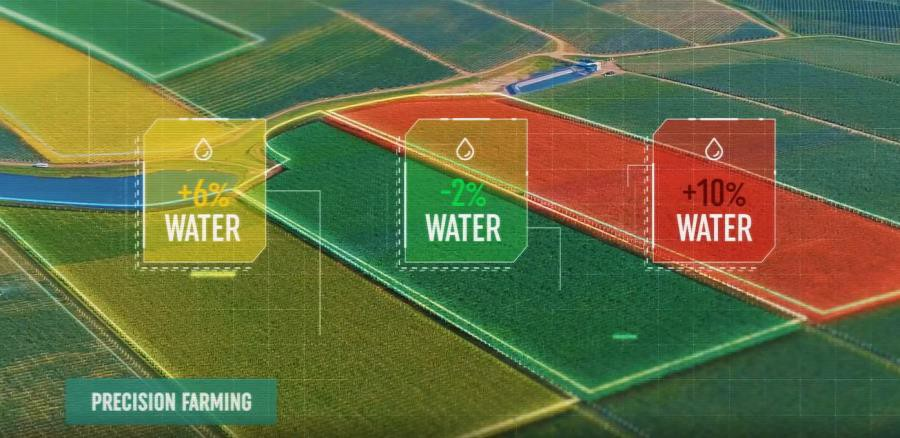 +6%
WATER
-2%
WATER
+10%
WATER
PRECISION FARMING